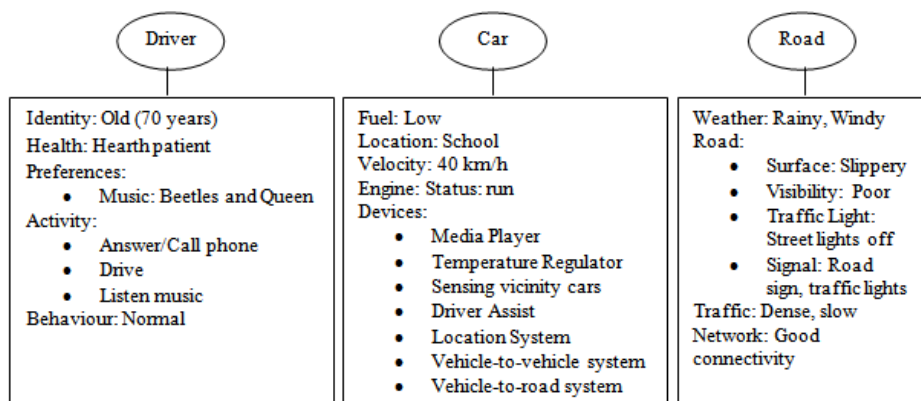 Driver
Identity: Old (70 years)
Health: Hearth patient
Preferences:
• Music: Beetles and Queen
Activity:
• Answer/Call phone
• Drive
• Listen music
Behaviour: Normal
Car
Fuel: Low
Location: School
Velocity: 40 km/h
Engine: Status: run
Devices:
• Media Player
• Temperature Regulator
• Sensing vicinity cars
• Driver Assist
• Location System
• Vehicle-to-vehicle system
• Vehicle-to-road system
Road
Weather: Rainy, Windy
Road:
• Surface: Slippery
• Visibility: Poor
• Traffic Light:
Street lights off
• Signal: Road
sign, traffic lights
Traffic: Dense, slow
Network: Good
connectivity